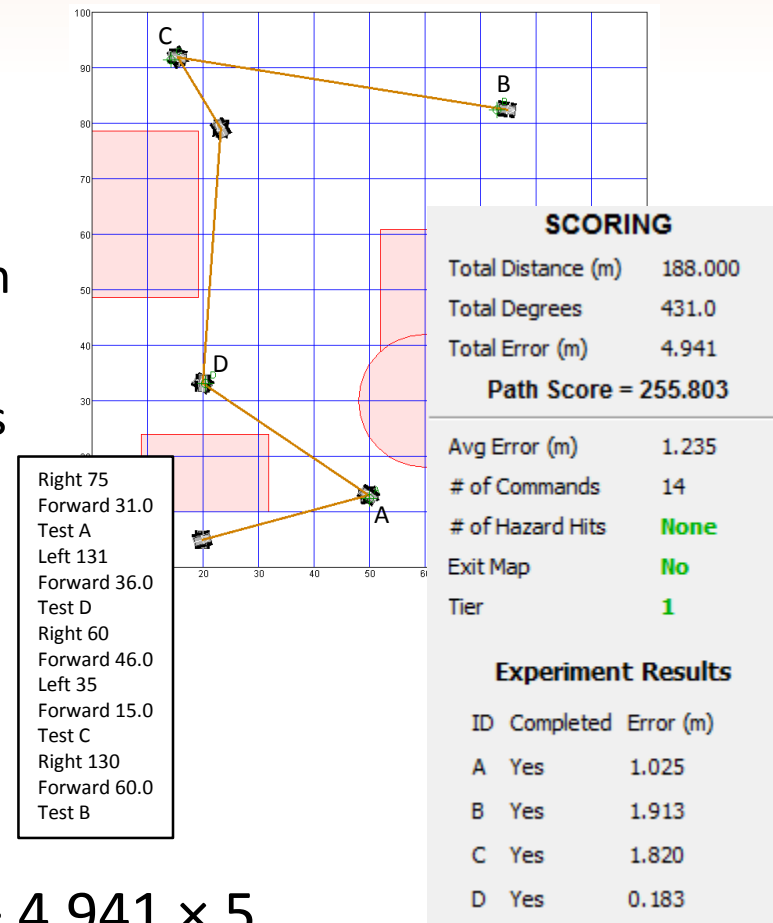 100
C
90
B
80
70
60
50
40
D
30
A
20 30 40 50
n
s
Right 75
Forward 31.0
Test A
Left 131
Forward 36.0
Test D
Right 60
Forward 46.0
Left 35
Forward 15.0
Test C
Right 130
Forward 60.0
Test B
SCORING
Total Distance (m) 188.000
Total Degrees 431.0
Total Error (m) 4.941
Path Score = 255.803
Avg Error (m) 1.235
# of Commands 14
# of Hazard Hits None
Exit Map No
Tier 1
Experiment Results
ID Completed Error (m)
A Yes 1.025
B Yes 1.913
C Yes 1.820
D Yes 0.183
4.941 × 5